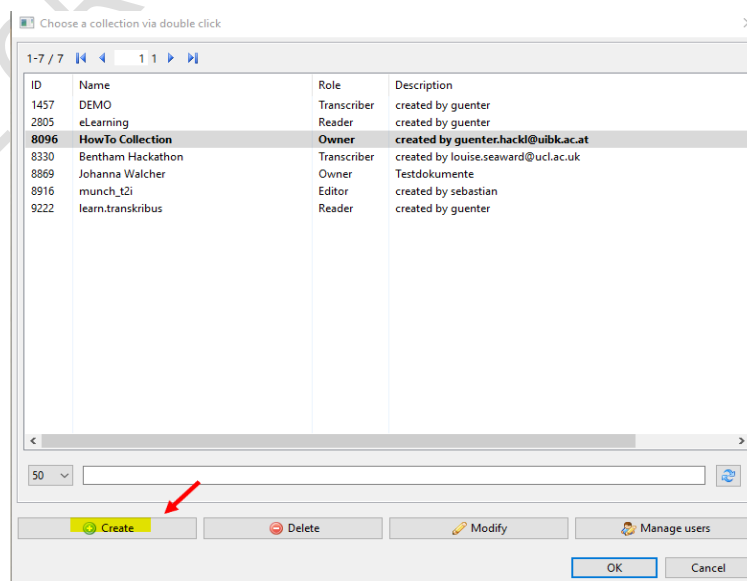 Choose a collection via double click
1-7 / 7 1 1
ID Name Role Description
1457 DEMO Transcriber created by guenter
2805 eLearning Reader created by guenter
8096 HowTo Collection Owner created by guenter.hackl@uibk.ac.at
8330 Bentham Hackathon Transcriber created by louise.seaward@ucl.ac.uk
8869 Johanna Walcher Owner Testdokumente
8916 munch_t2i Editor created by sebastian
9222 learn.transkribus Reader created by guenter
50
Create Delete Modify Manage users
OK Cancel